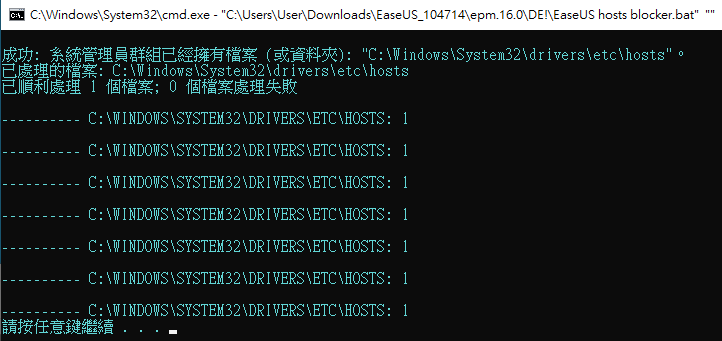 C:\Windows\System32\cmd.exe - "C:\Users\User\Downloads\EaseUS_104714\epm.16.0\DE!\EaseUS hosts blocker.bat" ""
成功: 系統管理員群組已經擁有檔案 (或資料夾): "C:\Windows\System32\drivers\etc\hosts"。
已處理的檔案: C:\Windows\System32\drivers\etc\hosts
已順利處理 1 個檔案; 0 個檔案處理失敗
---------- C:\WINDOWS\SYSTEM32\DRIVERS\ETC\HOSTS: 1
---------- C:\WINDOWS\SYSTEM32\DRIVERS\ETC\HOSTS: 1
---------- C:\WINDOWS\SYSTEM32\DRIVERS\ETC\HOSTS: 1
---------- C:\WINDOWS\SYSTEM32\DRIVERS\ETC\HOSTS: 1
---------- C:\WINDOWS\SYSTEM32\DRIVERS\ETC\HOSTS: 1
---------- C:\WINDOWS\SYSTEM32\DRIVERS\ETC\HOSTS: 1
---------- C:\WINDOWS\SYSTEM32\DRIVERS\ETC\HOSTS: 1
請按任意鍵繼續 . . .